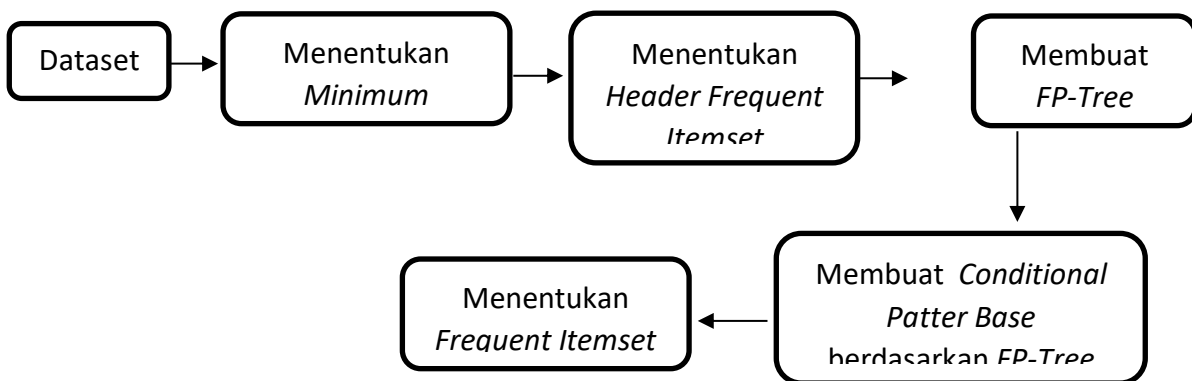 Dataset
Menentukan
Minimum
Menentukan
Header Frequent
Itemset
Membuat
FP-Tree
Membuat Conditional
Patter Base
berdasarkan FP-Tree
Menentukan
Frequent Itemset